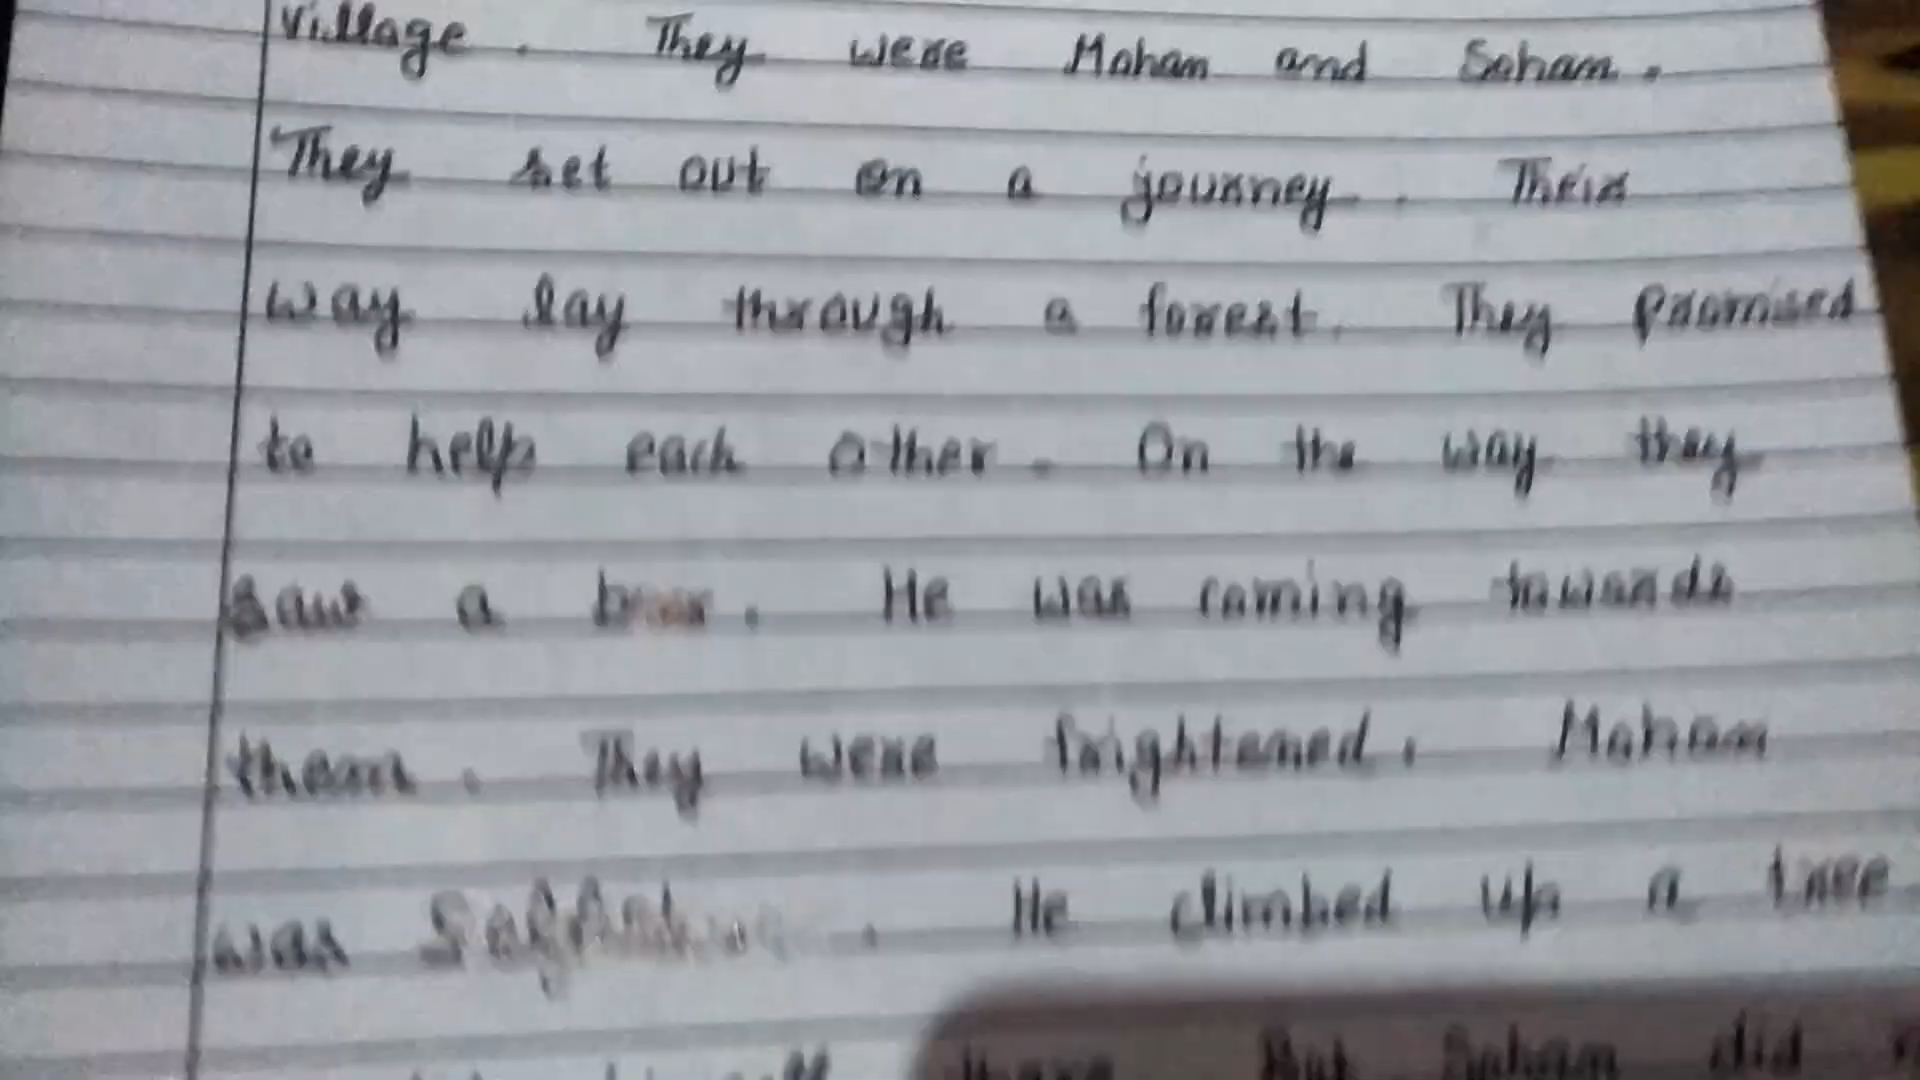 village. They were Mohan and Sohan.
They set out on a journey. Their
way lay through a forest. They promised
to help each other. On the way they
saw a bear. He was coming towards
them. They were frightened. Mohan
was. He climbed up a tree
there. But Sohan did